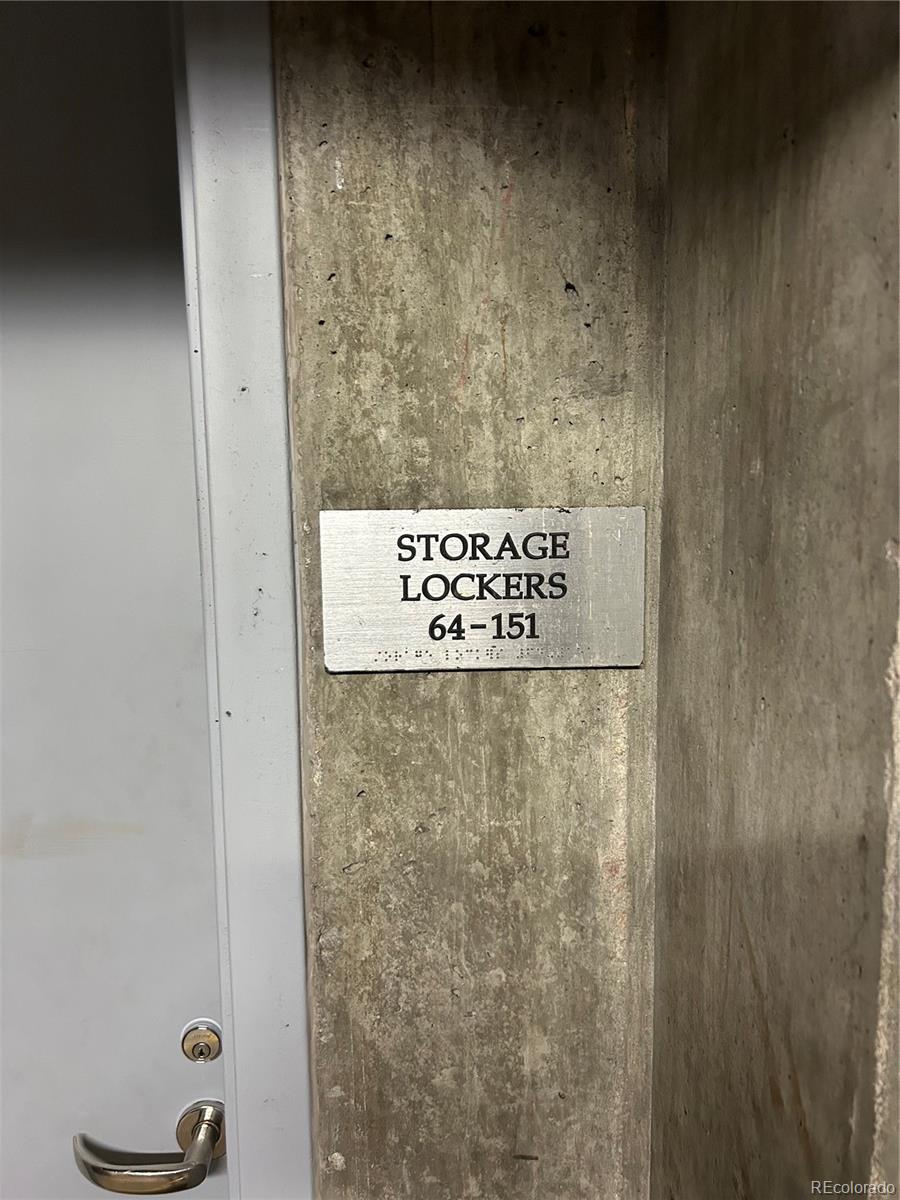 STORAGE
LOCKERS
64-151
REcolorado